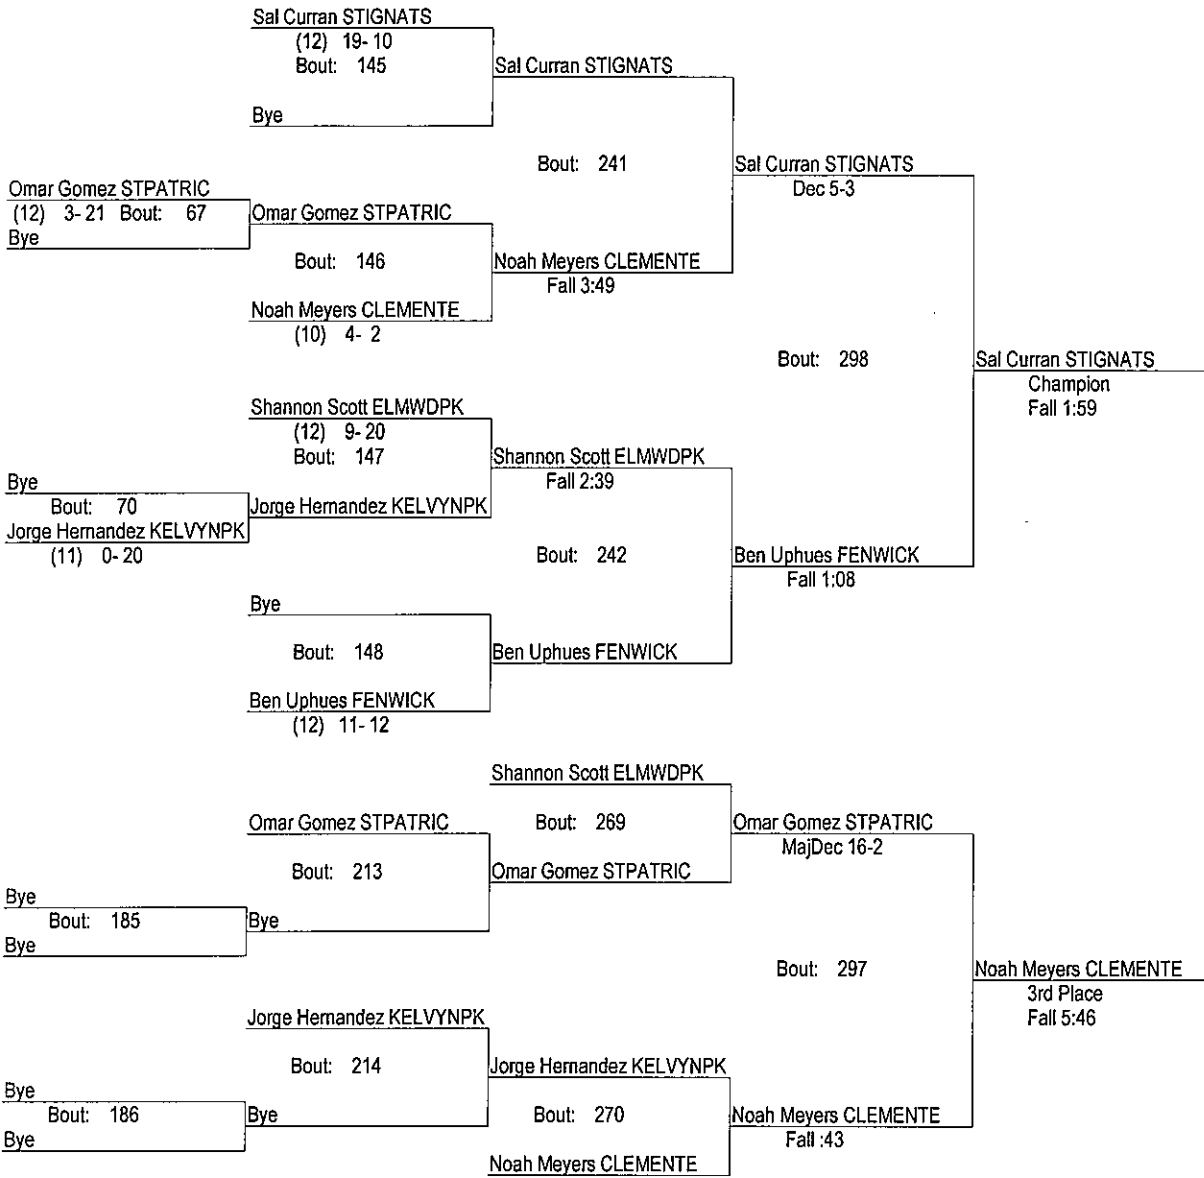 Sal Curran STIGNATS
(12) 19- 10
Bout: 145
Sal Curran STIGNATS
Bye
Bout: 241
Sal Curran STIGNATS
Dec 5-3
Omar Gomez STPATRIC
(12) 3- 21 Bout: 67
Bye
Omar Gomez STPATRIC
Bout: 146
Noah Meyers CLEMENTE
Fall 3:49
Noah Meyers CLEMENTE
(10) 4- 2
Bout: 298
Sal Curran STIGNATS
Champion
Fall 1:59
Shannon Scott ELMWDPK
(12) 9- 20
Bout: 147
Shannon Scott ELMWDPK
Fall 2:39
Bye
Bout: 70
Jorge Hernandez KELVYNPK
(11) 0- 20
Jorge Hernandez KELVYNPK
Bout: 242
Ben Uphues FENWICK
Fall 1:08
Bye
Bout: 148
Ben Uphues FENWICK
Ben Uphues FENWICK
(12) 11- 12
Shannon Scott ELMWDPK
Omar Gomez STPATRIC
Bout: 269
Omar Gomez STPATRIC
MajDec 16-2
Bout: 213
Omar Gomez STPATRIC
Bye
Bout: 185
Bye
Bye
Bout: 297
Noah Meyers CLEMENTE
3rd Place
Fall 5:46
Jorge Hernandez KELVYNPK
Bout: 214
Jorge Hernandez KELVYNPK
Bye
Bout: 186
Bye
Bye
Bout: 270
Noah Meyers CLEMENTE
Fall :43
Noah Meyers CLEMENTE